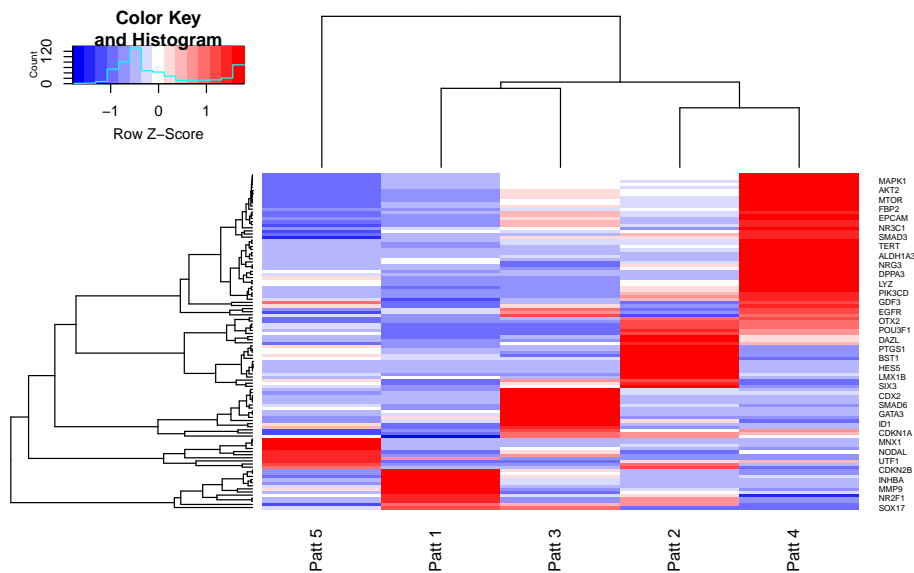 Color Key
and Histogram
Count
0
120
−1
0
1
Row Z−Score
MAPK1
AKT2
MTOR
FBP2
EPCAM
NR3C1
SMAD3
TERT
ALDH1A3
NRG3
DPPA3
LYZ
PIK3CD
GDF3
EGFR
OTX2
POU3F1
DAZL
PTGS1
BST1
HES5
LMX1B
SIX3
CDX2
SMAD6
GATA3
ID1
CDKN1A
MNX1
NODAL
UTF1
CDKN2B
INHBA
MMP9
NR2F1
SOX17
Patt 5
Patt 1
Patt 3
Patt 2
Patt 4